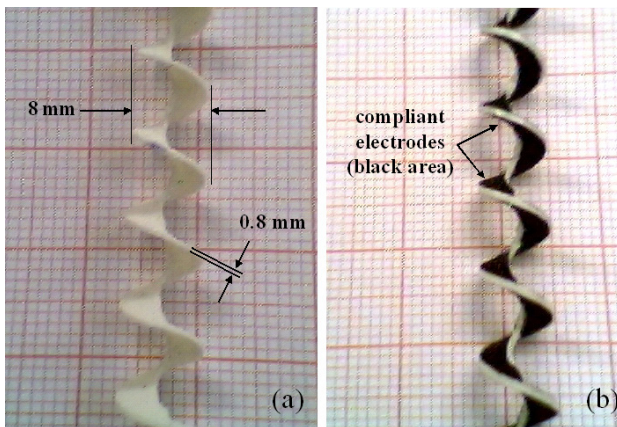 8 mm
0.8 mm
(a)
compliant
electrodes
(black area)
(b)